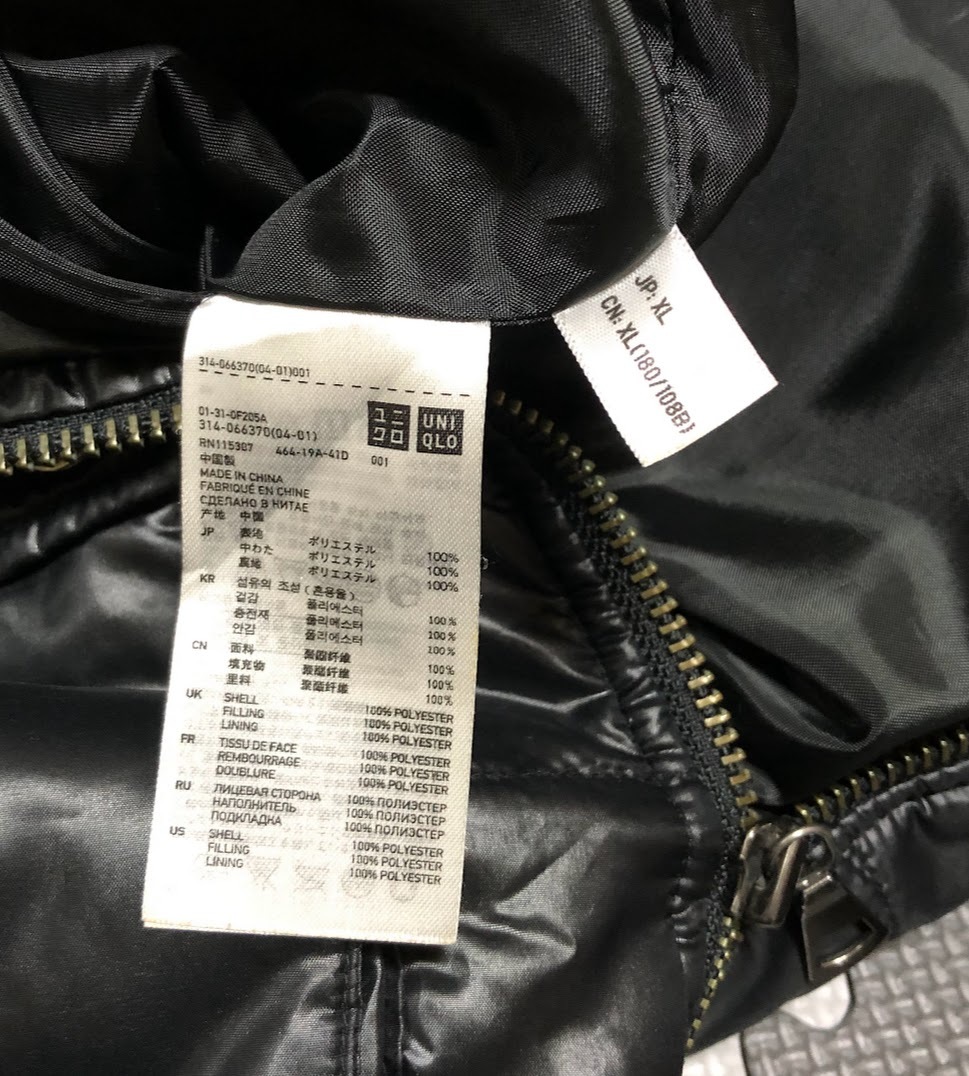 314-066370(04-01)001
01-31-0F205A
314-066370(04-01)
RN115307 464-19A-41D 001
ユニクロ
UNIQLO
中国製
MADE IN CHINA
FABRIQUÉ EN CHINE
СДЕЛАНО В КИТАЕ
产地 中国
JP 表地 ポリエステル 100%
中わた ポリエステル 100%
裏地 ポリエステル 100%
KR 섬유의 조성 (혼용율)
겉감 폴리에스터 100%
충전재 폴리에스터 100%
안감 폴리에스터 100%
CN 面料 聚酯纤维 100%
填充物 聚酯纤维 100%
里料 聚酯纤维 100%
UK SHELL 100% POLYESTER
FILLING 100% POLYESTER
LINING 100% POLYESTER
FR TISSU DE FACE 100% POLYESTER
REMBOURRAGE 100% POLYESTER
DOUBLURE 100% POLYESTER
RU ЛИЦЕВАЯ СТОРОНА 100% ПОЛИЭСТЕР
НАПОЛНИТЕЛЬ 100% ПОЛИЭСТЕР
ПОДКЛАДКА 100% ПОЛИЭСТЕР
US SHELL 100% POLYESTER
FILLING 100% POLYESTER
LINING 100% POLYESTER
JP: XL
CN: XL(180/108B)